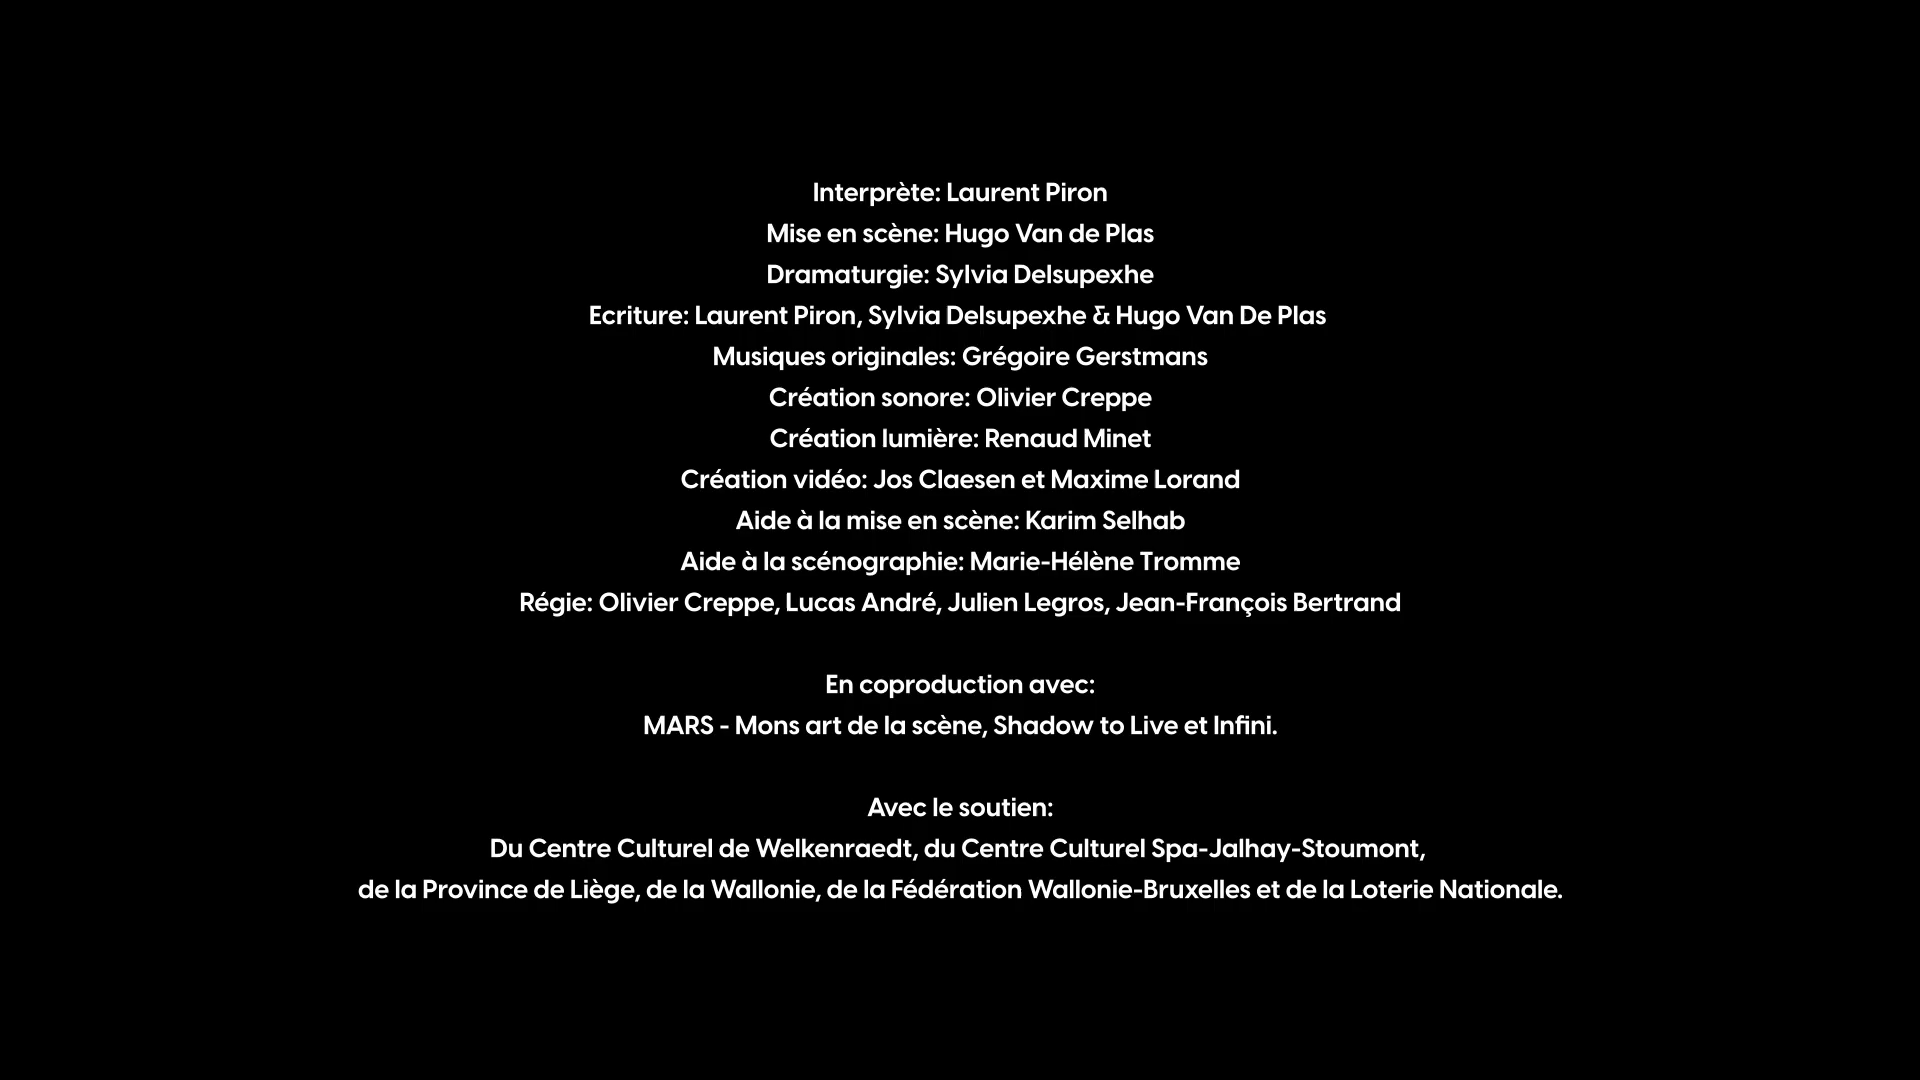 Interprète: Laurent Piron
Mise en scène: Hugo Van de Plas
Dramaturgie: Sylvia Delsupexhe
Ecriture: Laurent Piron, Sylvia Delsupexhe & Hugo Van De Plas
Musiques originales: Grégoire Gerstmans
Création sonore: Olivier Creppe
Création lumière: Renaud Minet
Création vidéo: Jos Claesen et Maxime Lorand
Aide à la mise en scène: Karim Selhab
Aide à la scénographie: Marie-Hélène Tromme
Régie: Olivier Creppe, Lucas André, Julien Legros, Jean-François Bertrand
En coproduction avec:
MARS - Mons art de la scène, Shadow to Live et Infini.
Avec le soutien:
Du Centre Culturel de Welkenraedt, du Centre Culturel Spa-Jalhay-Stoumont,
de la Province de Liège, de la Wallonie, de la Fédération Wallonie-Bruxelles et de la Loterie Nationale.